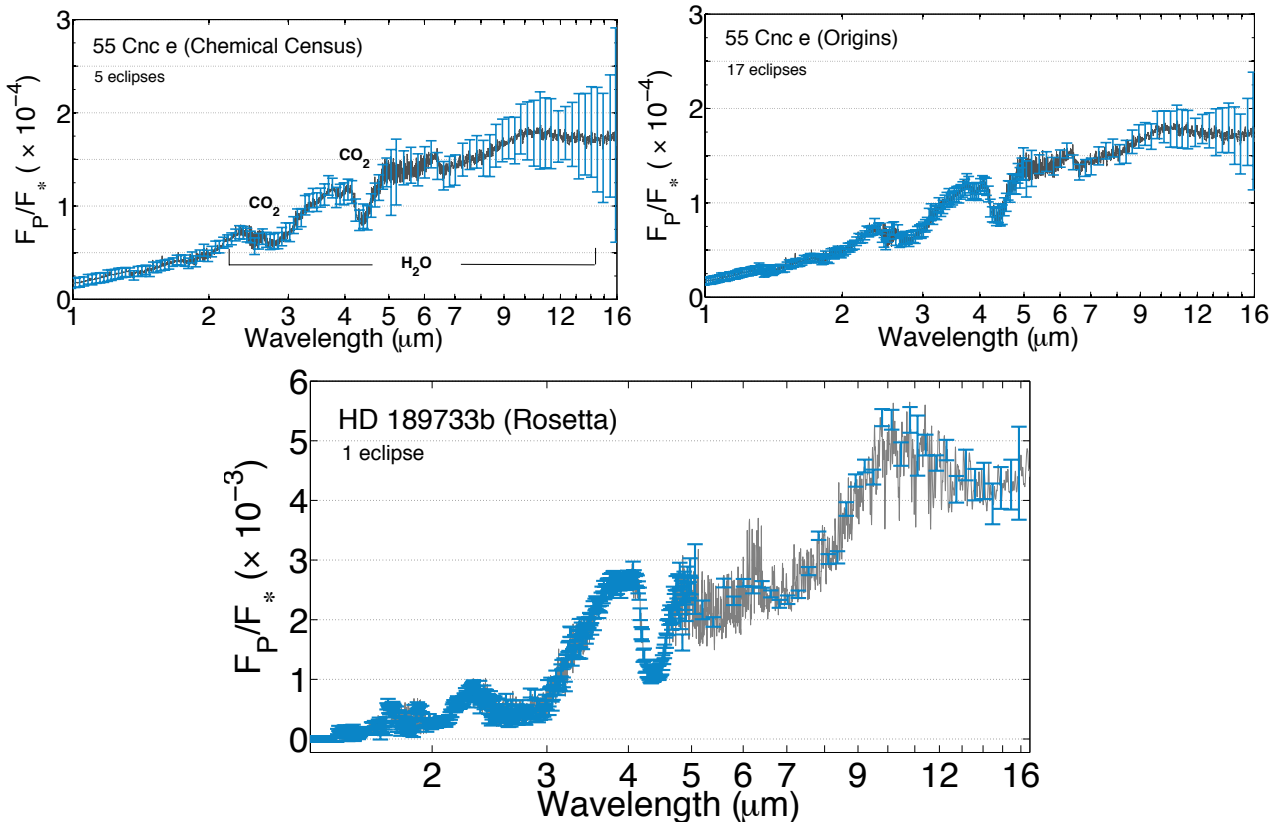 55 Cnc e (Chemical Census)
5 eclipses
CO₂
CO₂
H₂O
F_P/F_* ( × 10⁻⁴)
3
2
1
0
1 2 3 4 5 6 7 9 12 16
Wavelength (μm)
55 Cnc e (Origins)
17 eclipses
F_P/F_* ( × 10⁻⁴)
3
2
1
0
1 2 3 4 5 6 7 9 12 16
Wavelength (μm)
HD 189733b (Rosetta)
1 eclipse
F_P/F_* (× 10⁻³)
6
5
4
3
2
1
0
2 3 4 5 6 7 9 12 16
Wavelength (μm)